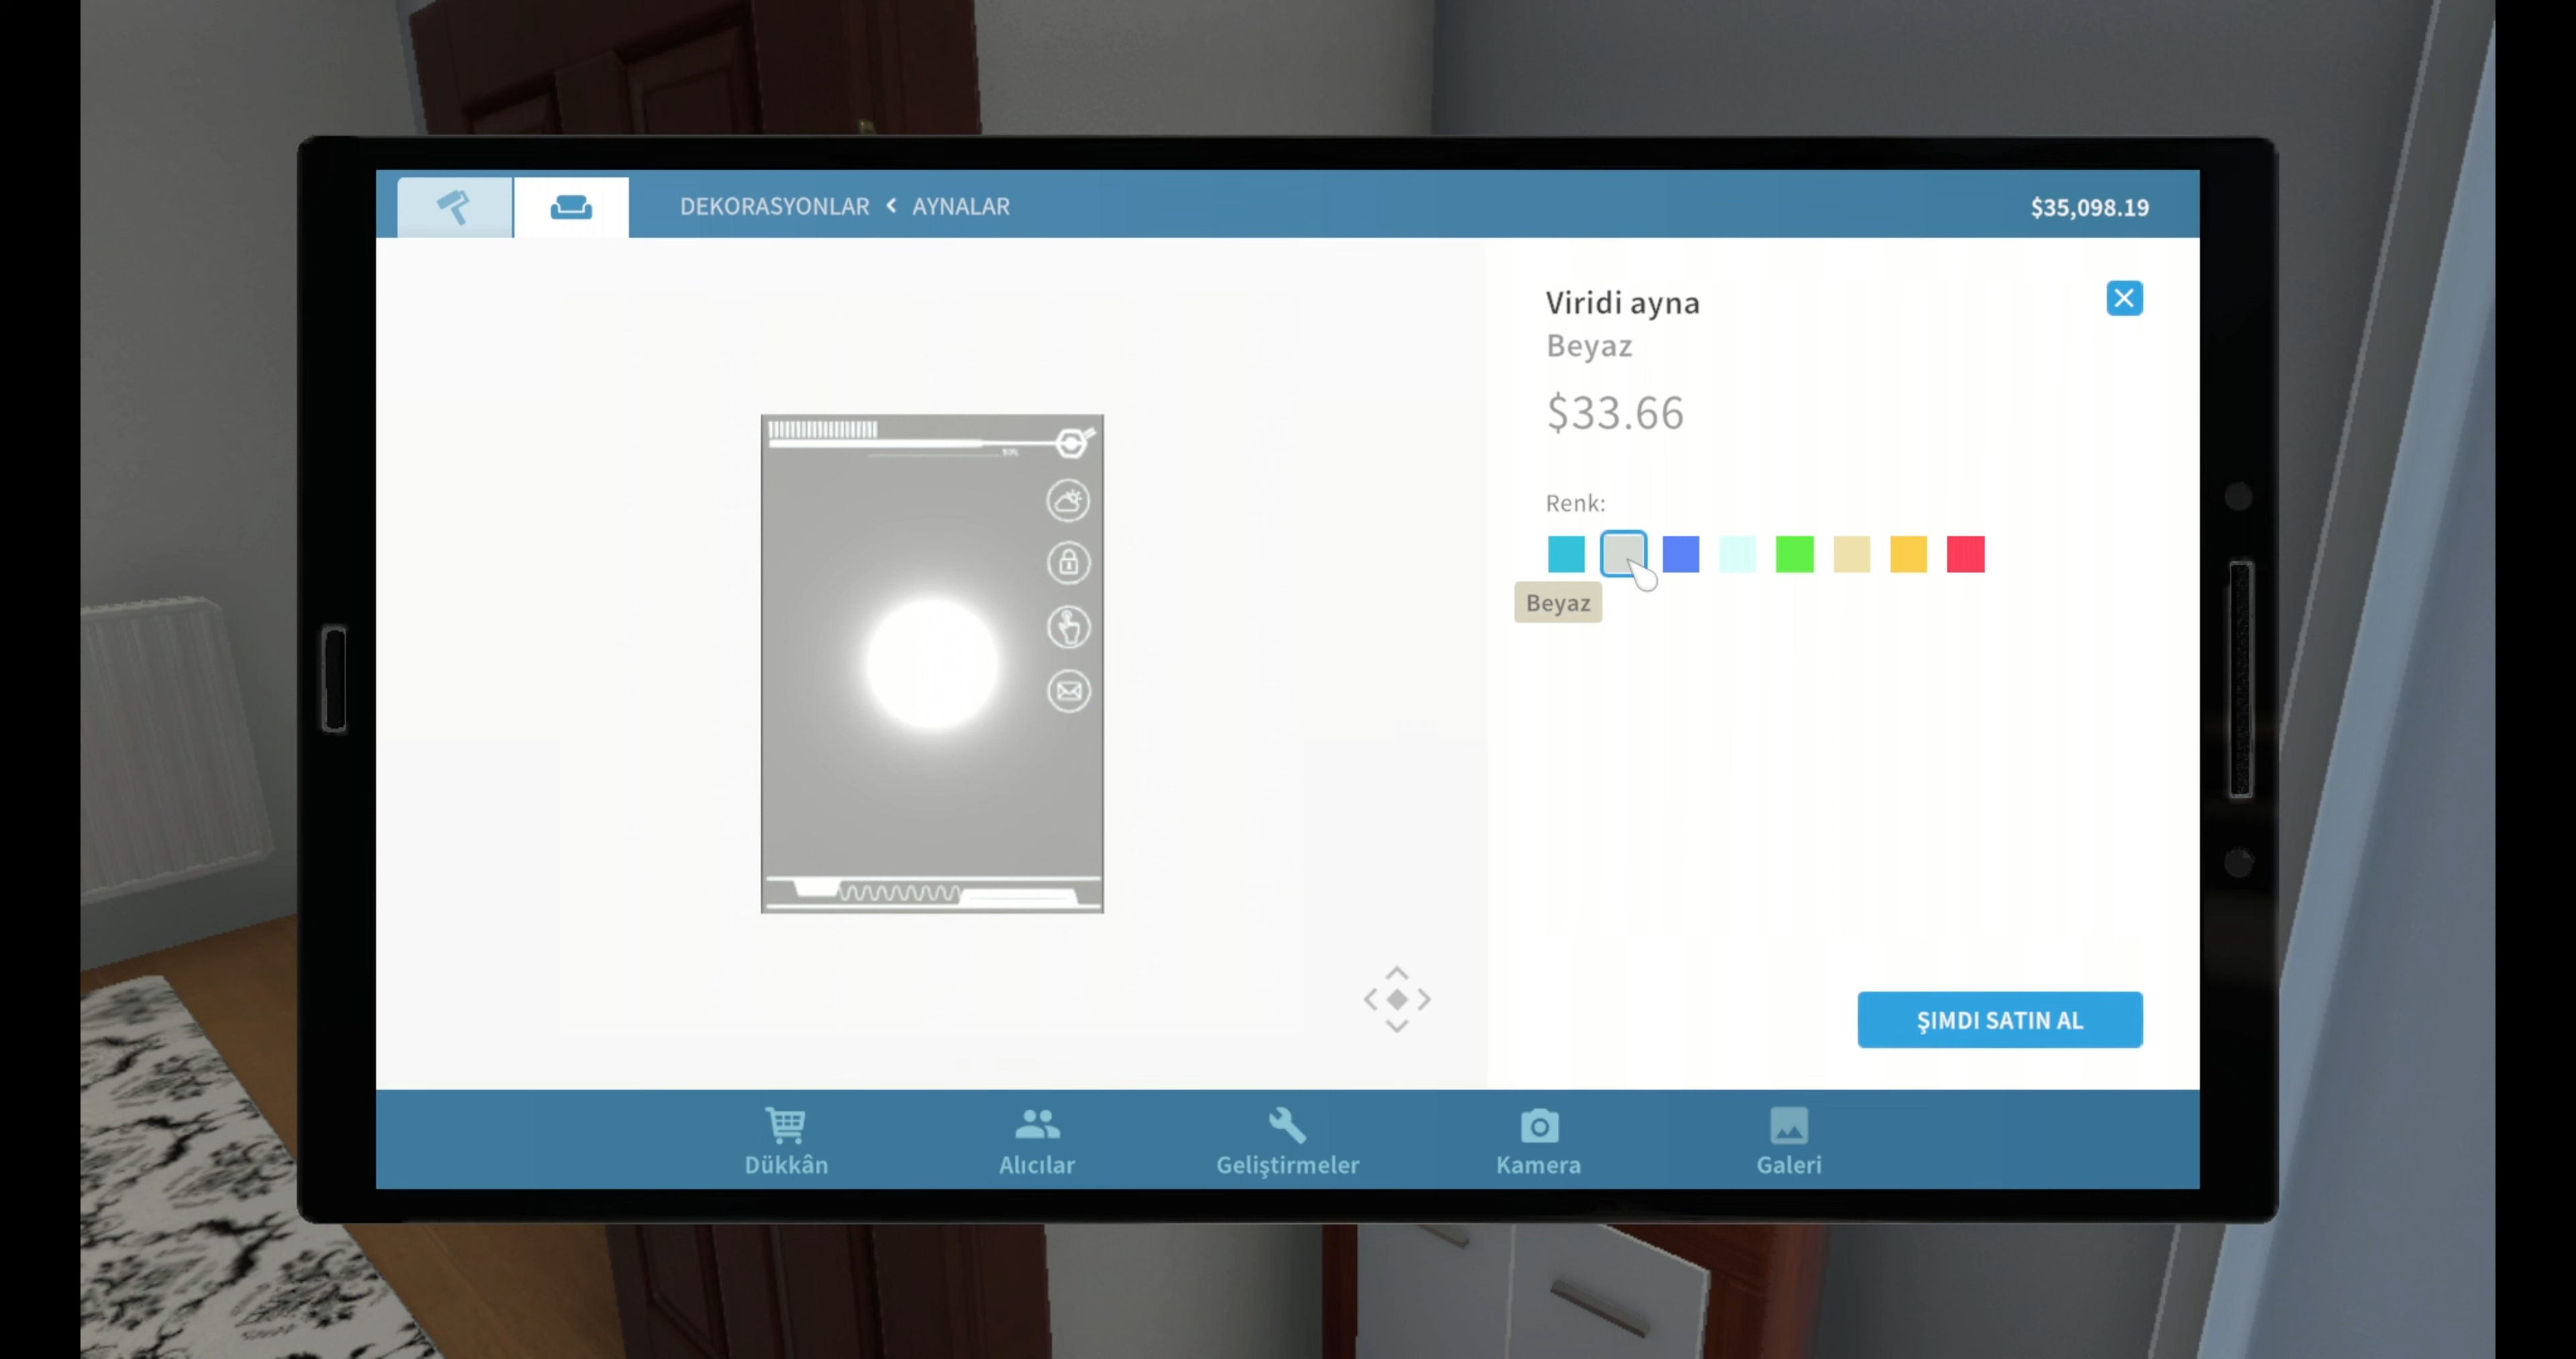 DEKORASYONLAR < AYNALAR
$35,098.19
Viridi ayna
Beyaz
$33.66
Renk:
Beyaz
ŞIMDI SATIN AL
Dükkân
Alıcılar
Geliştirmeler
Kamera
Galeri